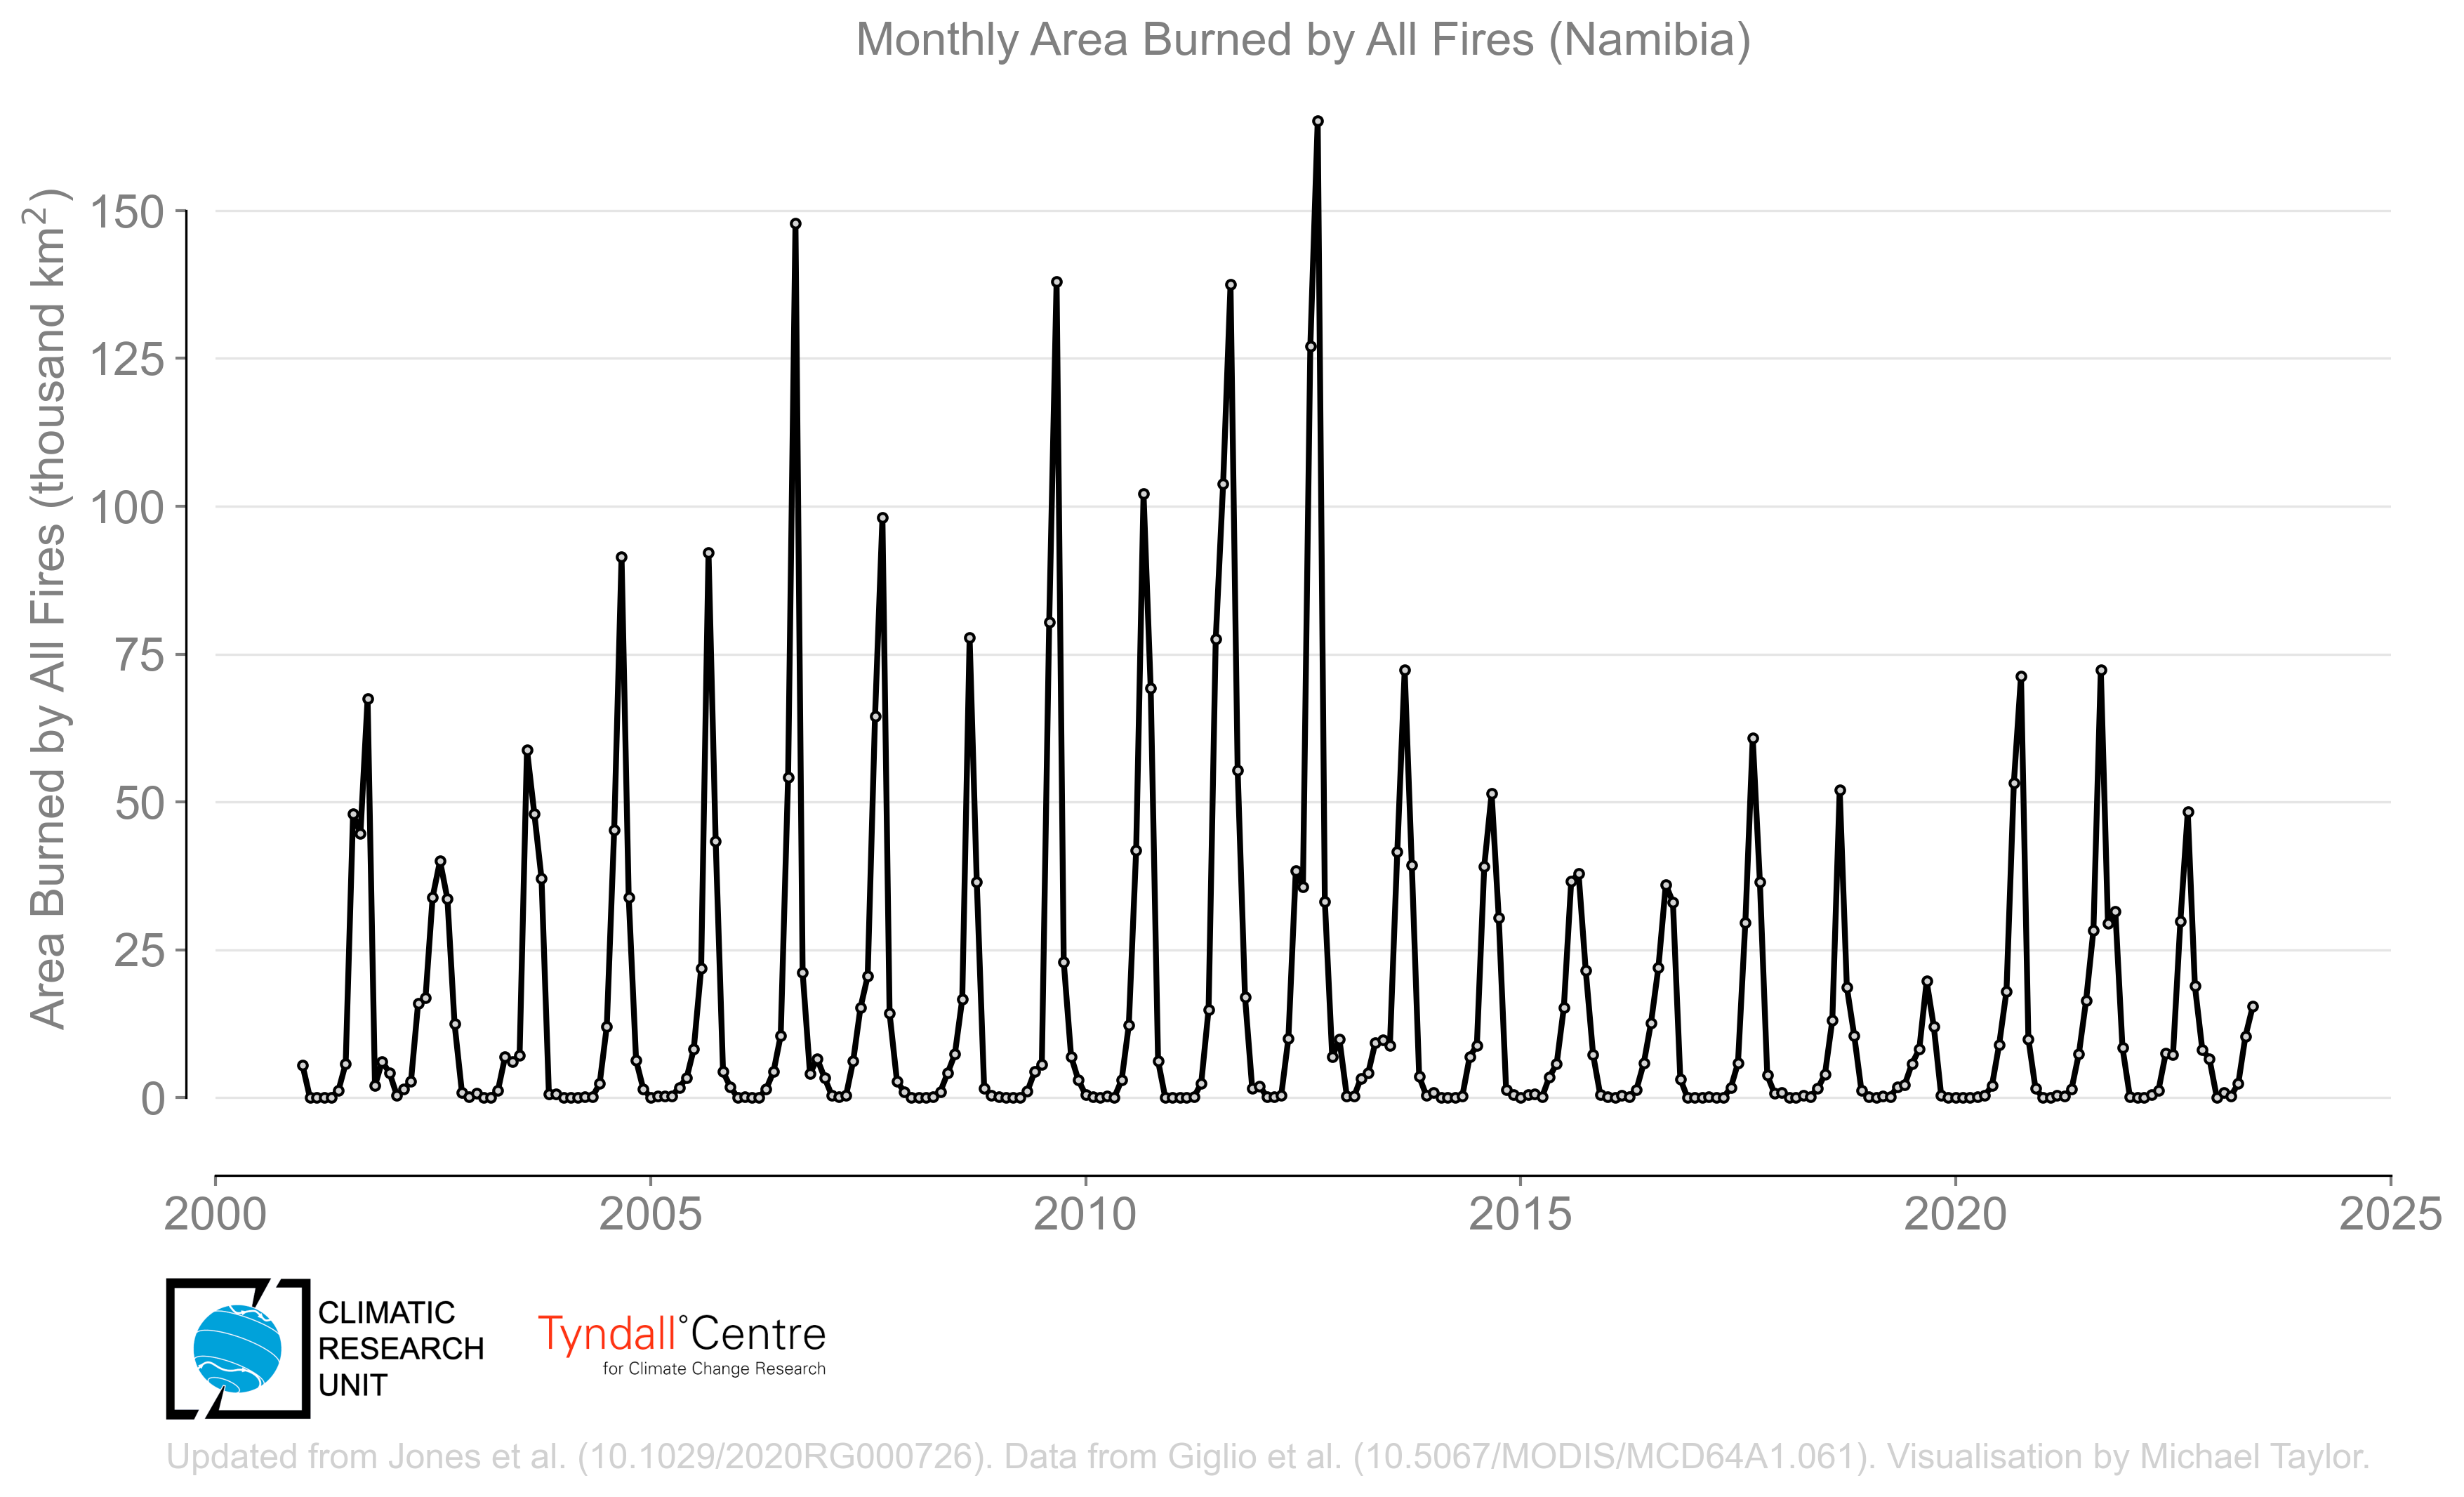 Monthly Area Burned by All Fires (Namibia)
Area Burned by All Fires (thousand km²)
150
125
100
75
50
25
0
2000 2005 2010 2015 2020 2025
CLIMATIC
RESEARCH
UNIT
Tyndall°Centre
for Climate Change Research
Updated from Jones et al. (10.1029/2020RG000726). Data from Giglio et al. (10.5067/MODIS/MCD64A1.061). Visualisation by Michael Taylor.